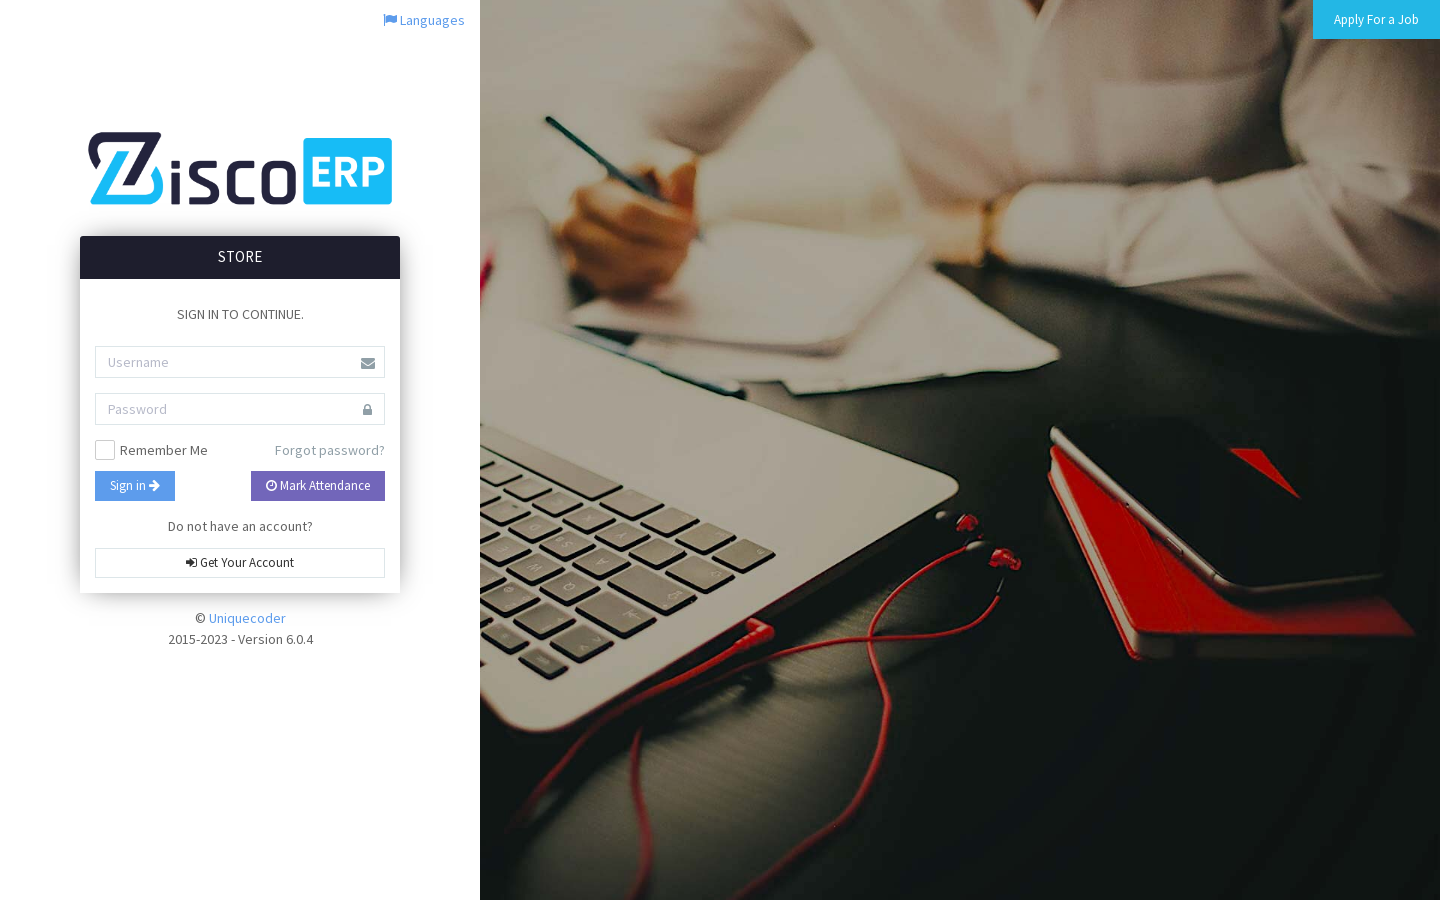 Languages
Apply For a Job
Zisco ERP
STORE
SIGN IN TO CONTINUE.
Username
Password
Remember Me
Forgot password?
Sign in
Mark Attendance
Do not have an account?
Get Your Account
© Uniquecoder
2015-2023 - Version 6.0.4